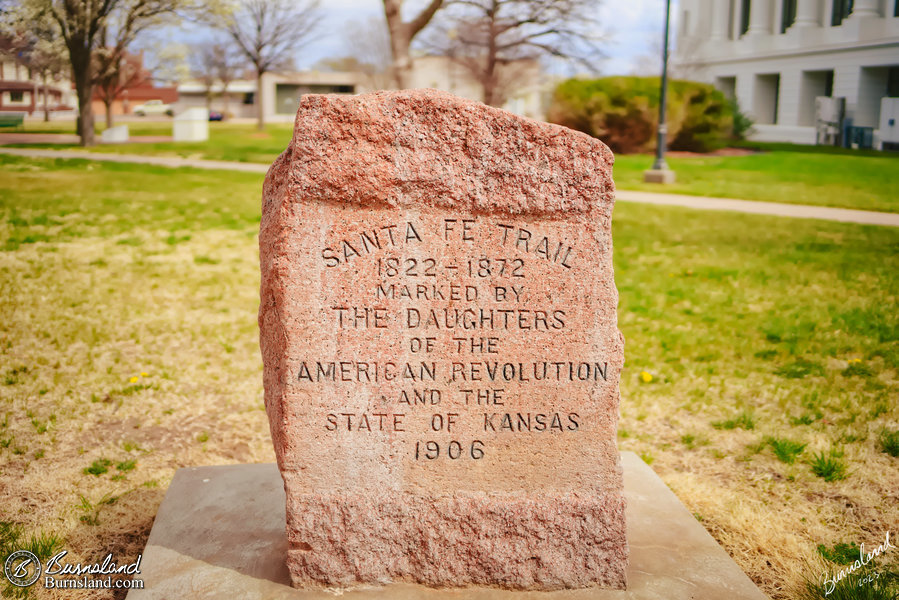 SANTA FE TRAIL
1822-1872
MARKED BY
THE DAUGHTERS
OF THE
AMERICAN REVOLUTION
AND THE
STATE OF KANSAS
1906
Burnsland
Burnsland.com
Burnsland
2023